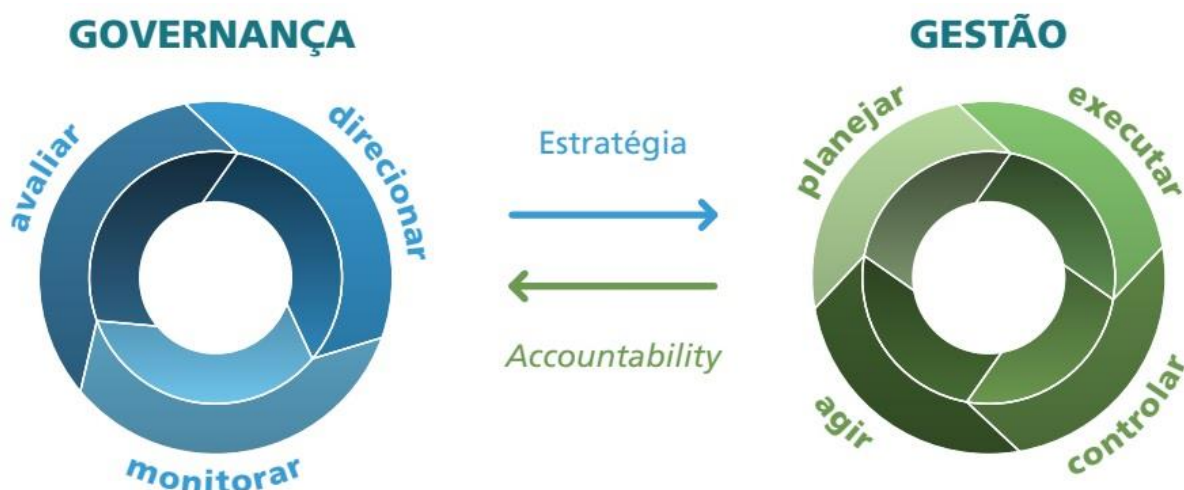 GOVERNANÇA
avaliar
direcionar
monitorar
Estratégia
Accountability
GESTÃO
planejar
executar
controlar
agir